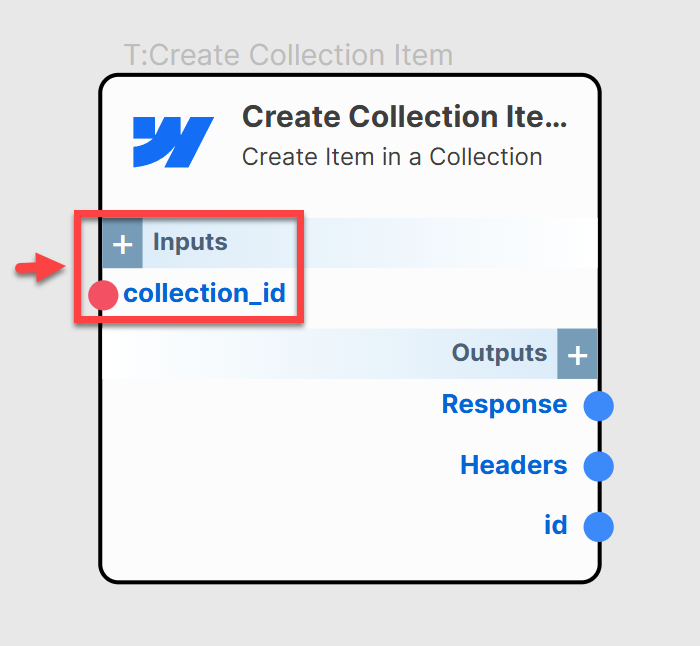 T:Create Collection Item
Create Collection Ite...
Create Item in a Collection
+ Inputs
collection_id
Outputs +
Response
Headers
id